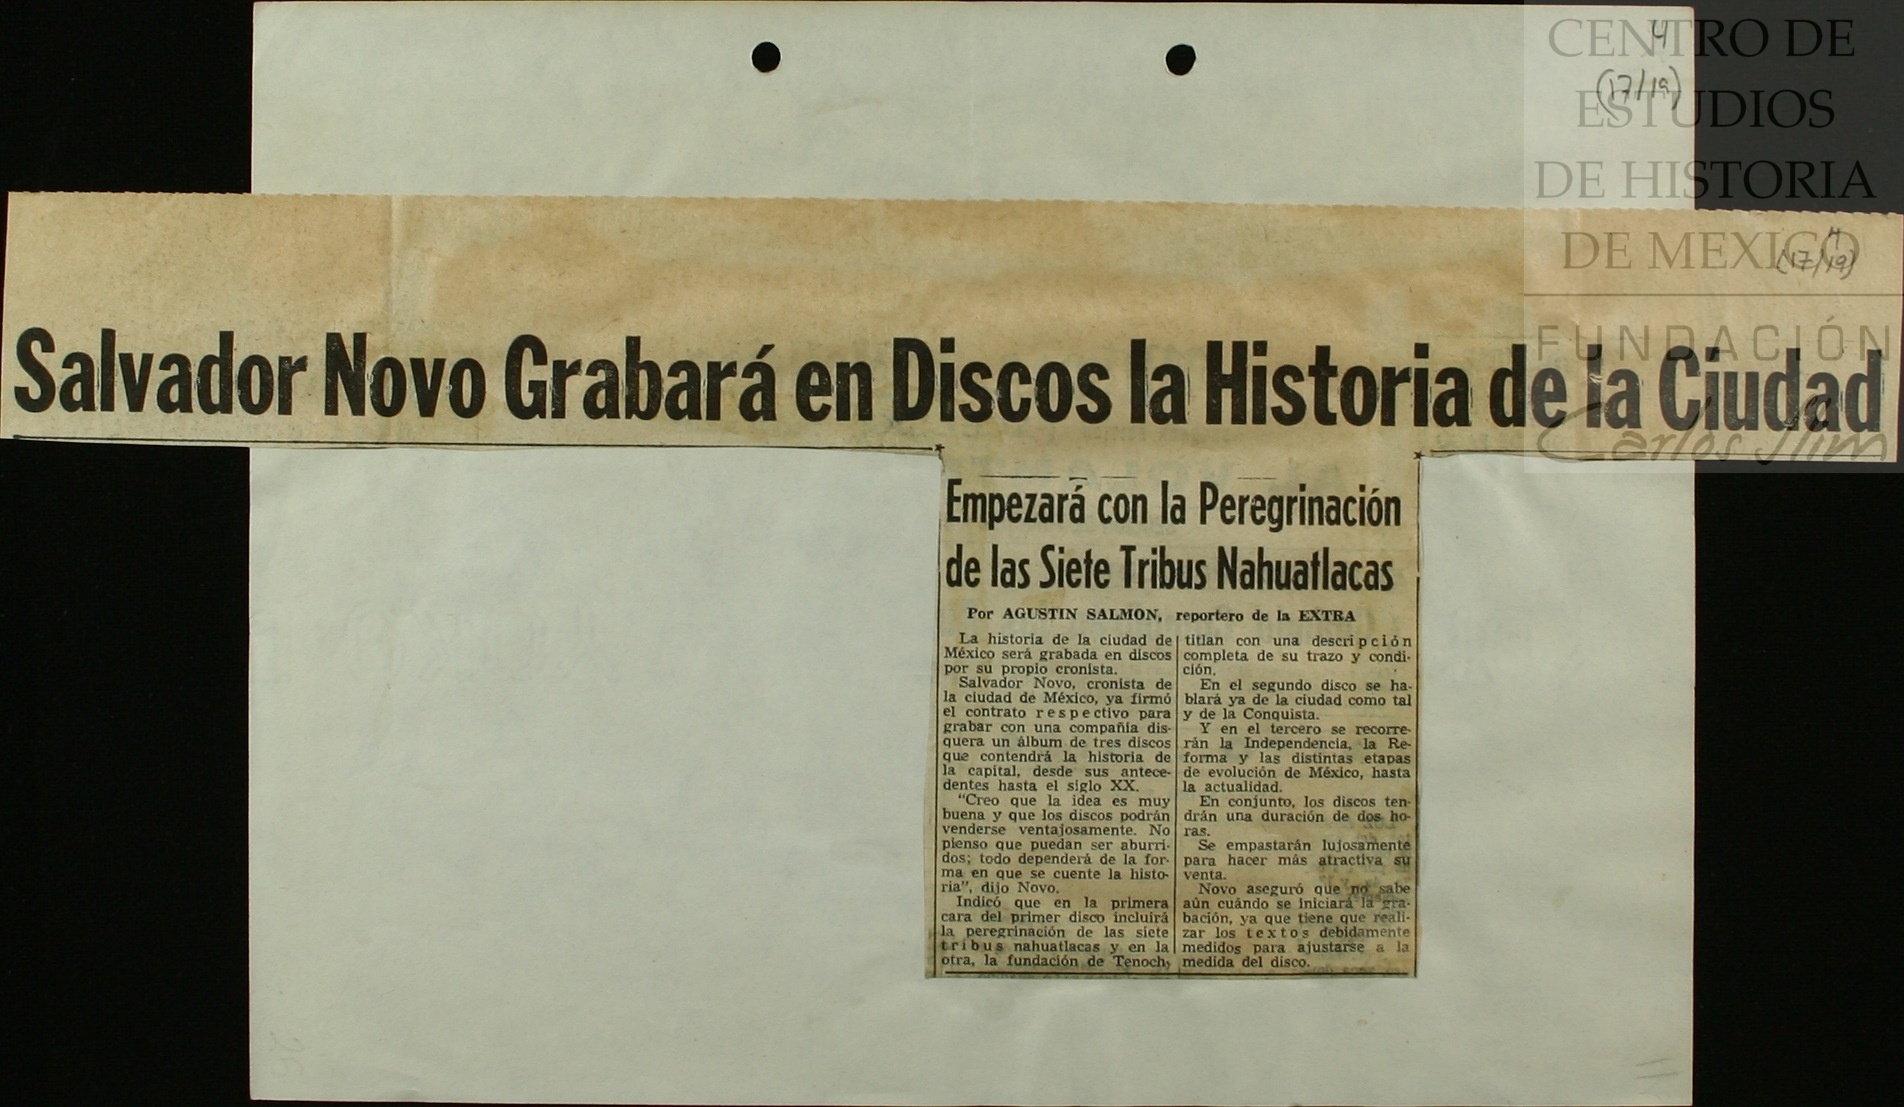 4
(17/19)
CENTRO DE
ESTUDIOS
DE HISTORIA
DE MEXICO
4
(17/19)
FUNDACIÓN
Carlos Slim
Salvador Novo Grabará en Discos la Historia de la Ciudad
Empezará con la Peregrinación
de las Siete Tribus Nahuatlacas
Por AGUSTIN SALMON, reportero de la EXTRA
La historia de la ciudad de
México será grabada en discos
por su propio cronista.
Salvador Novo, cronista de
la ciudad de México, ya firmó
el contrato respectivo para
grabar con una compañía dis-
quera un álbum de tres discos
que contendrá la historia de
la capital, desde sus antece-
dentes hasta el siglo XX.
"Creo que la idea es muy
buena y que los discos podrán
venderse ventajosamente. No
pienso que puedan ser aburri-
dos; todo dependerá de la for-
ma en que se cuente la histo-
ria", dijo Novo.
Indicó que en la primera
cara del primer disco incluirá
la peregrinación de las siete
tribus nahuatlacas y en la
otra, la fundación de Tenoch-
titlan con una descripción
completa de su trazo y condi-
ción.
En el segundo disco se ha-
blará ya de la ciudad como tal
y de la Conquista.
Y en el tercero se recorre-
rán la Independencia, la Re-
forma y las distintas etapas
de evolución de México, hasta
la actualidad.
En conjunto, los discos ten-
drán una duración de dos ho-
ras.
Se empastarán lujosamente
para hacer más atractiva su
venta.
Novo aseguró que no sabe
aún cuándo se iniciará la gra-
bación, ya que tiene que reali-
zar los textos debidamente
medidos para ajustarse a la
medida del disco.